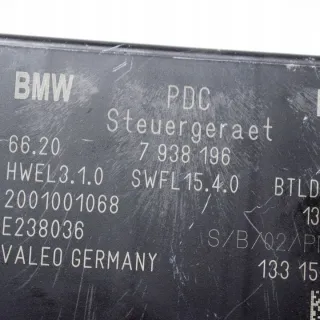 BMW PDC
Steuergeraet
66.20 7 938 196
HWEL3.1.0 SWFL15.4.0 BTLD
2001001068 13
E238036 S/B/02/P
VALEO GERMANY 133 15